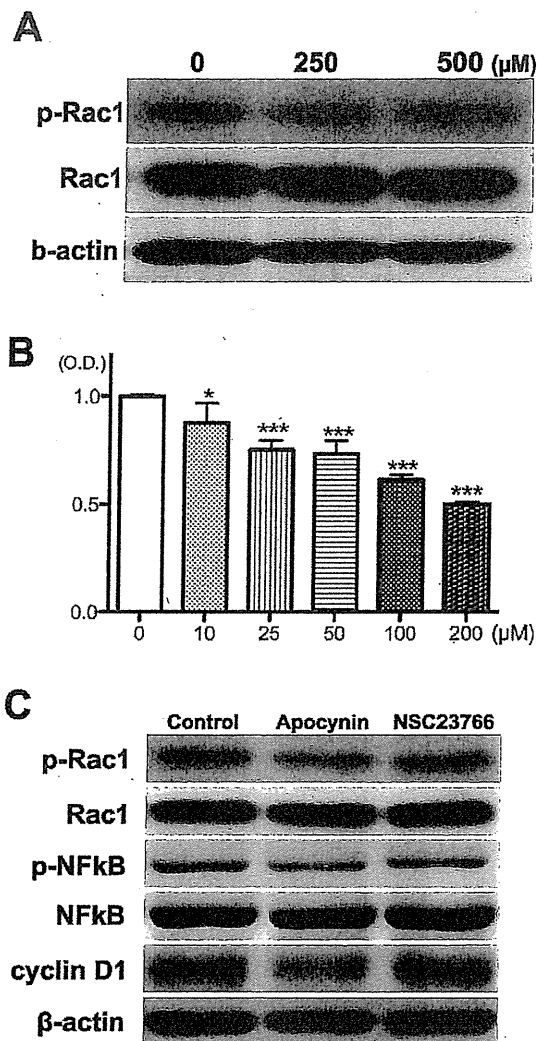 A
0 250 500 (µM)
p-Rac1
Rac1
b-actin
B
(O.D.)
1.0
0.5
0.0
* *** *** *** ***
0 10 25 50 100 200 (µM)
C
Control Apocynin NSC23766
p-Rac1
Rac1
p-NFkB
NFkB
cyclin D1
β-actin